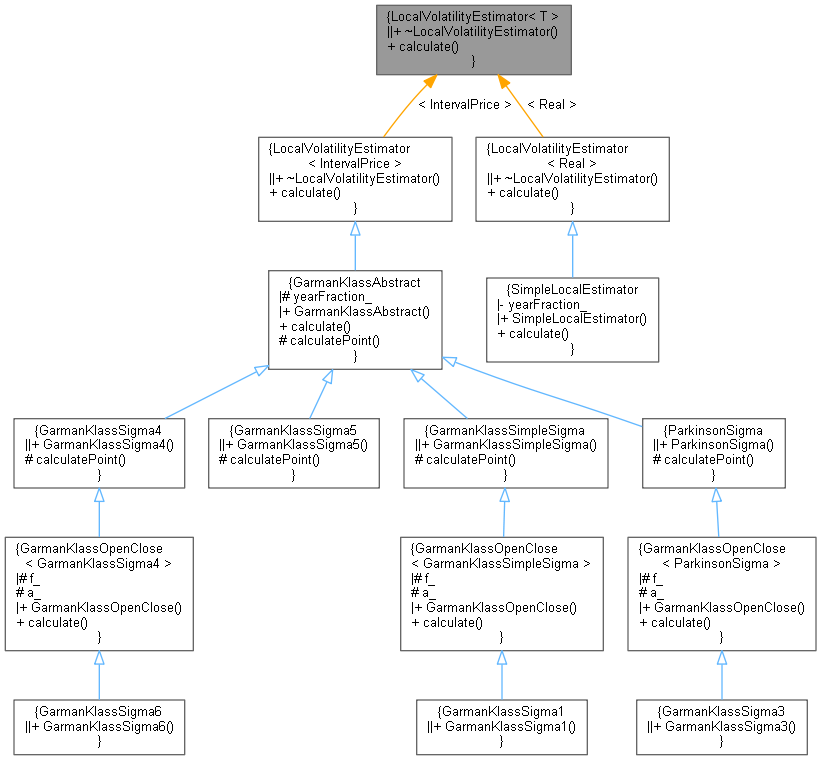 {LocalVolatilityEstimator< T >
||+ ~LocalVolatilityEstimator()
+ calculate()
}
< IntervalPrice >
< Real >
{LocalVolatilityEstimator
< IntervalPrice >
||+ ~LocalVolatilityEstimator()
+ calculate()
}
{LocalVolatilityEstimator
< Real >
||+ ~LocalVolatilityEstimator()
+ calculate()
}
{GarmanKlassAbstract
|# yearFraction_
|+ GarmanKlassAbstract()
+ calculate()
# calculatePoint()
}
{SimpleLocalEstimator
|- yearFraction_
|+ SimpleLocalEstimator()
+ calculate()
}
{GarmanKlassSigma4
||+ GarmanKlassSigma4()
# calculatePoint()
}
{GarmanKlassSigma5
||+ GarmanKlassSigma5()
# calculatePoint()
}
{GarmanKlassSimpleSigma
||+ GarmanKlassSimpleSigma()
# calculatePoint()
}
{ParkinsonSigma
||+ ParkinsonSigma()
# calculatePoint()
}
{GarmanKlassOpenClose
< GarmanKlassSigma4 >
|# f_
# a_
|+ GarmanKlassOpenClose()
+ calculate()
}
{GarmanKlassOpenClose
< GarmanKlassSimpleSigma >
|# f_
# a_
|+ GarmanKlassOpenClose()
+ calculate()
}
{GarmanKlassOpenClose
< ParkinsonSigma >
|# f_
# a_
|+ GarmanKlassOpenClose()
+ calculate()
}
{GarmanKlassSigma6
||+ GarmanKlassSigma6()
}
{GarmanKlassSigma1
||+ GarmanKlassSigma1()
}
{GarmanKlassSigma3
||+ GarmanKlassSigma3()
}